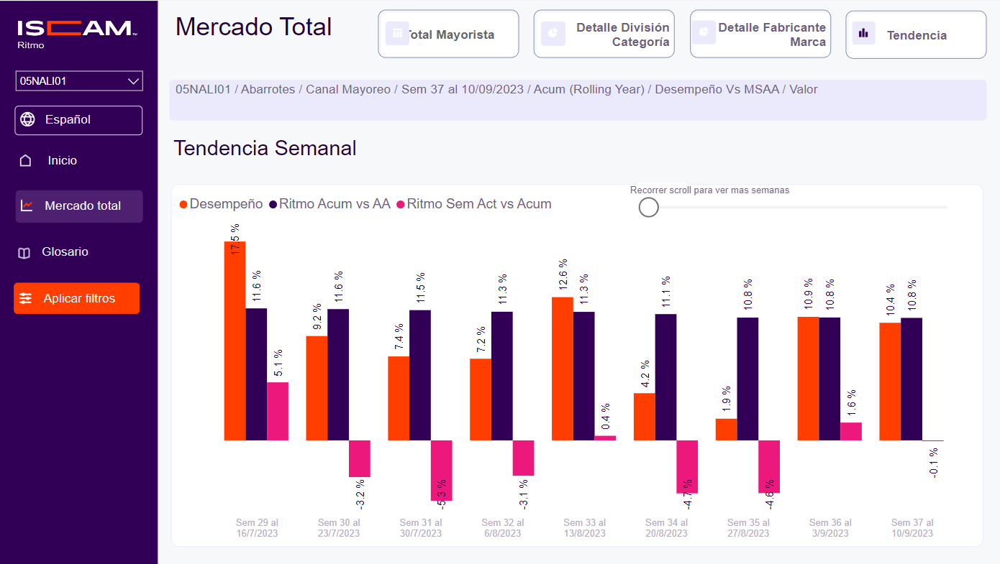 ISCAM™
Ritmo
05NALI01
Español
Inicio
Mercado total
Glosario
Aplicar filtros
Mercado Total
Total Mayorista
Detalle División
Categoría
Detalle Fabricante
Marca
Tendencia
05NALI01 / Abarrotes / Canal Mayoreo / Sem 37 al 10/09/2023 / Acum (Rolling Year) / Desempeño Vs MSAA / Valor
Tendencia Semanal
Recorrer scroll para ver mas semanas
Desempeño Ritmo Acum vs AA Ritmo Sem Act vs Acum
17.5 % 11.6 % 5.1 %
9.2 % 11.6 % -3.2 %
7.4 % 11.5 % -5.3 %
7.2 % 11.3 % -3.1 %
12.6 % 11.3 % 0.4 %
4.2 % 11.1 % -4.7 %
1.9 % 10.8 % -4.6 %
10.9 % 10.8 % 1.6 %
10.4 % 10.8 % -0.1 %
Sem 29 al
16/7/2023
Sem 30 al
23/7/2023
Sem 31 al
30/7/2023
Sem 32 al
6/8/2023
Sem 33 al
13/8/2023
Sem 34 al
20/8/2023
Sem 35 al
27/8/2023
Sem 36 al
3/9/2023
Sem 37 al
10/9/2023